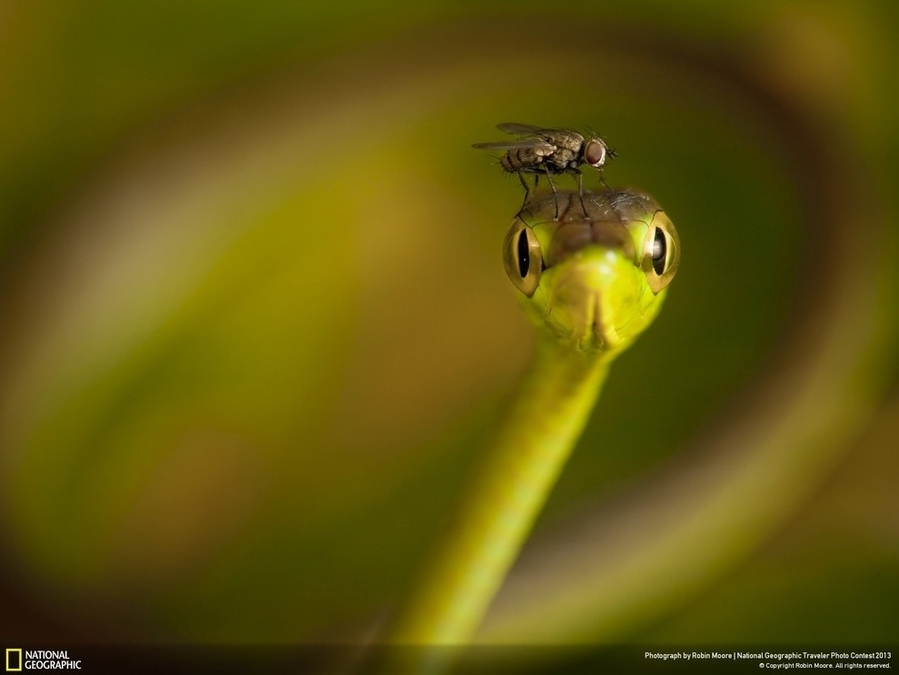 NATIONAL
GEOGRAPHIC
Photograph by Robin Moore | National Geographic Traveler Photo Contest 2013
© Copyright Robin Moore. All rights reserved.